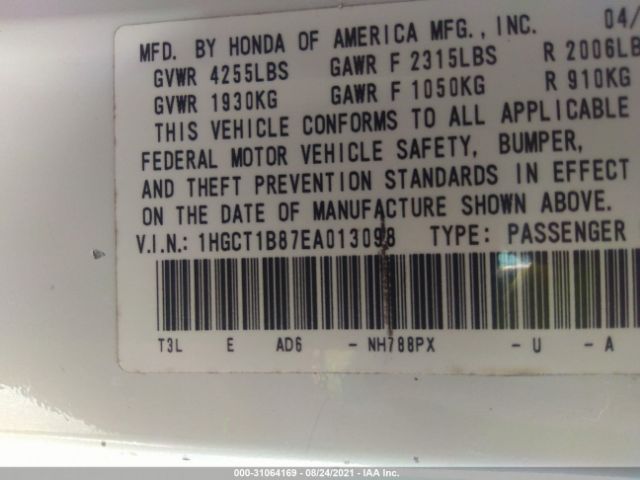 MFD. BY HONDA OF AMERICA MFG., INC. 04/
GVWR 4255LBS GAWR F 2315LBS R 2006LB
GVWR 1930KG GAWR F 1050KG R 910KG
THIS VEHICLE CONFORMS TO ALL APPLICABLE
FEDERAL MOTOR VEHICLE SAFETY, BUMPER,
AND THEFT PREVENTION STANDARDS IN EFFECT
ON THE DATE OF MANUFACTURE SHOWN ABOVE.
V.I.N.: 1HGCT1B87EA013098 TYPE: PASSENGER
T3L E AD6 - NH788PX - U - A
000-31064169 - 08/24/2021 - IAA Inc.